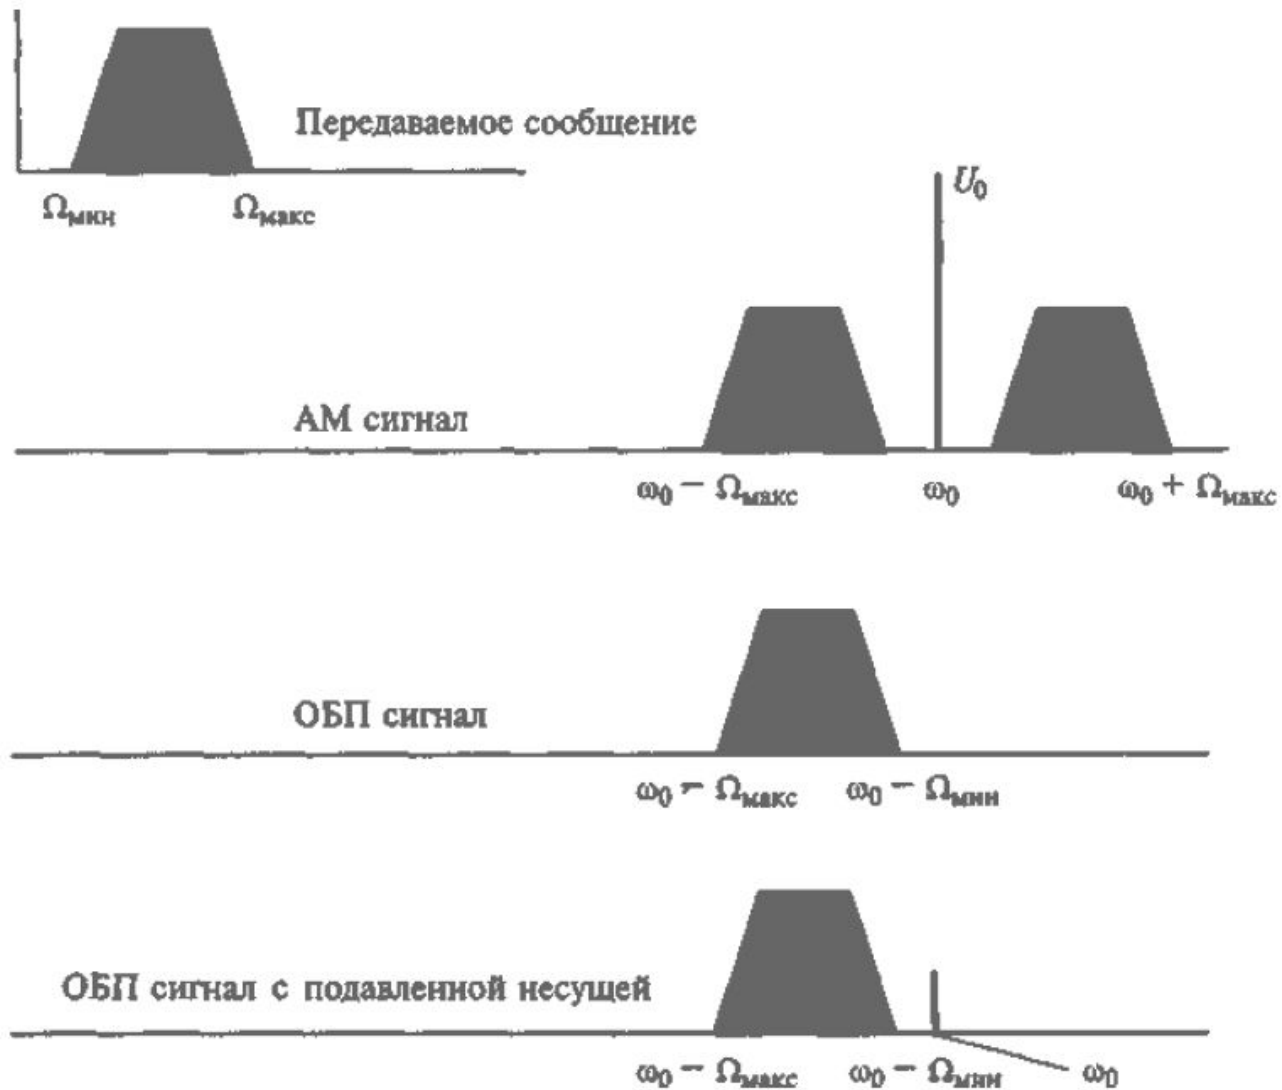 Передаваемое сообщение
Ωмин Ωмакс
U₀
АМ сигнал
ω₀ − Ωмакс ω₀ ω₀ + Ωмакс
ОБП сигнал
ω₀ − Ωмакс ω₀ − Ωмин
ОБП сигнал с подавленной несущей
ω₀ − Ωмакс ω₀ − Ωмин ω₀